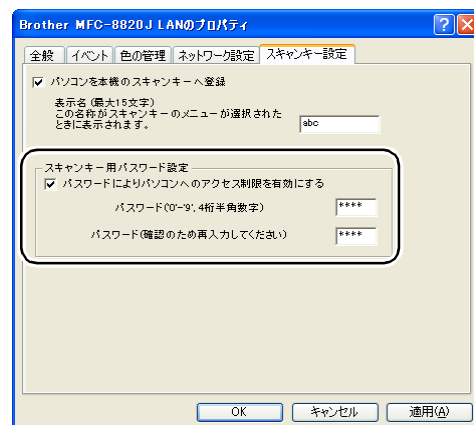 Brother MFC-8820J LANのプロパティ
全般 イベント 色の管理 ネットワーク設定 スキャンキー設定
パソコンを本機のスキャンキーへ登録
表示名(最大15文字)
この名称がスキャンキーのメニューが選択された
ときに表示されます。
abc
スキャンキー用パスワード設定
パスワードによりパソコンへのアクセス制限を有効にする
パスワード('0'-'9', 4桁半角数字) ****
パスワード(確認のため再入力してください) ****
OK キャンセル 適用(A)